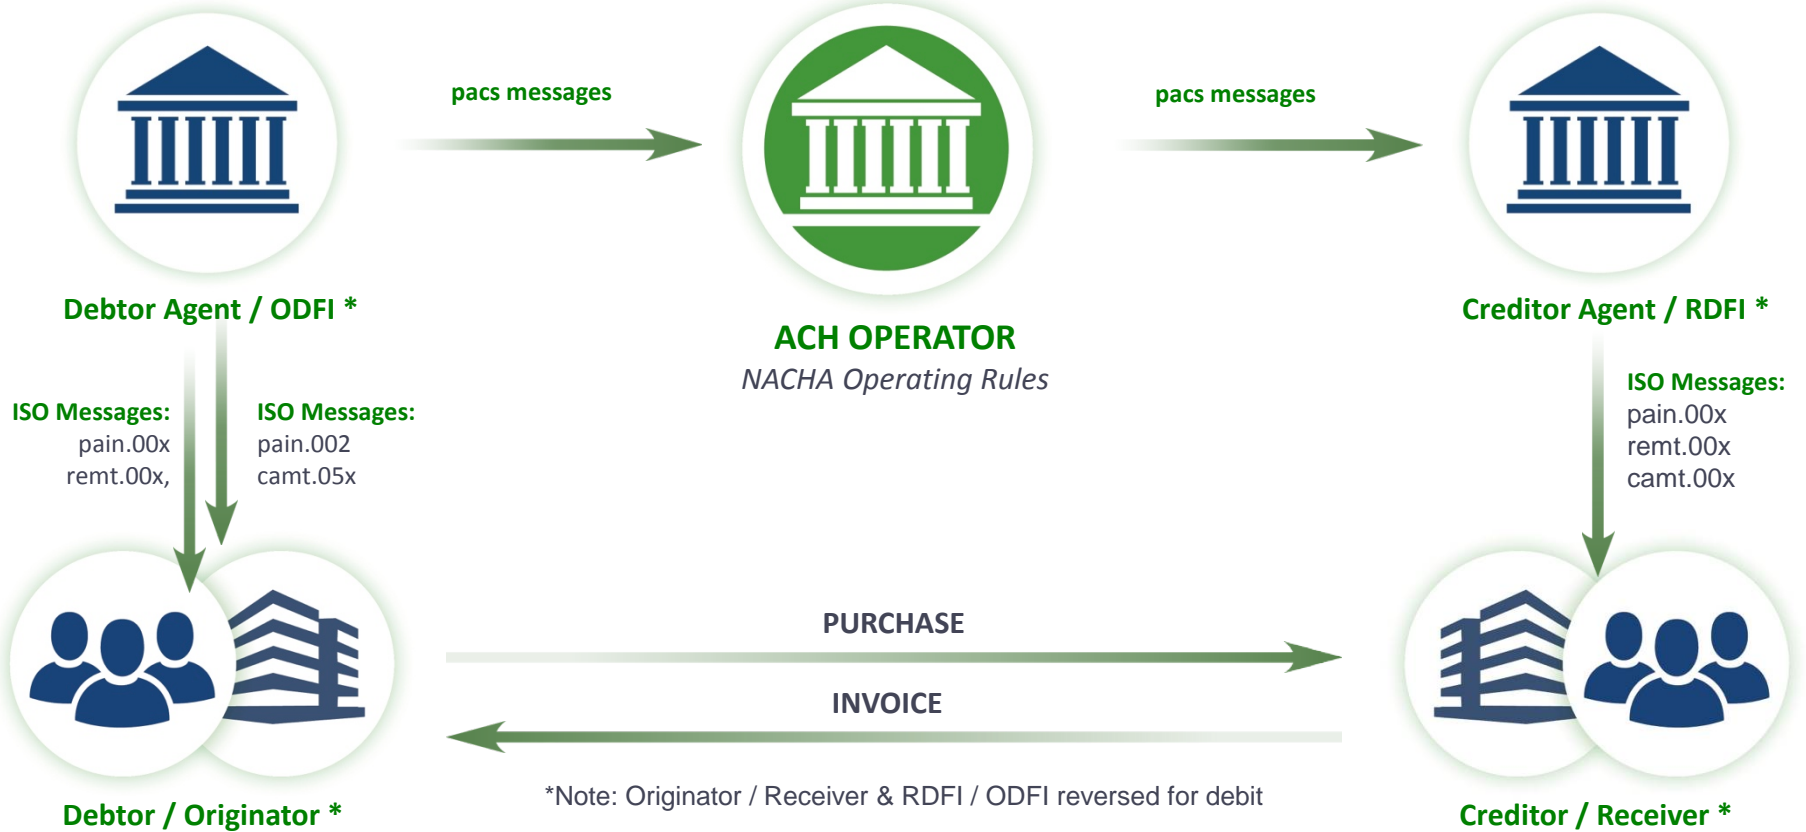 pacs messages
pacs messages
Debtor Agent / ODFI *
ACH OPERATOR
NACHA Operating Rules
Creditor Agent / RDFI *
ISO Messages:
pain.00x
remt.00x,
ISO Messages:
pain.002
camt.05x
ISO Messages:
pain.00x
remt.00x
camt.00x
PURCHASE
INVOICE
*Note: Originator / Receiver & RDFI / ODFI reversed for debit
Debtor / Originator *
Creditor / Receiver *